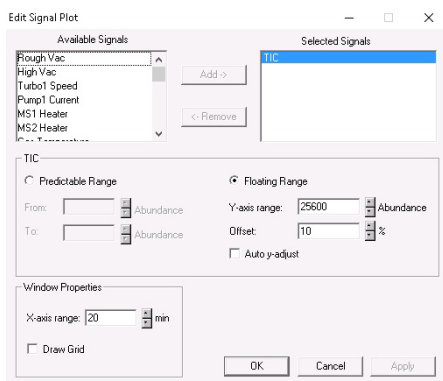 Edit Signal Plot
Available Signals
Selected Signals
Rough Vac
High Vac
Turbo1 Speed
Pump1 Current
MS1 Heater
MS2 Heater
TIC
Add ->
<- Remove
TIC
Predictable Range
From: Abundance
To: Abundance
Floating Range
Y-axis range: 25600 Abundance
Offset: 10 %
Auto y-adjust
Window Properties
X-axis range: 20 min
Draw Grid
OK Cancel Apply